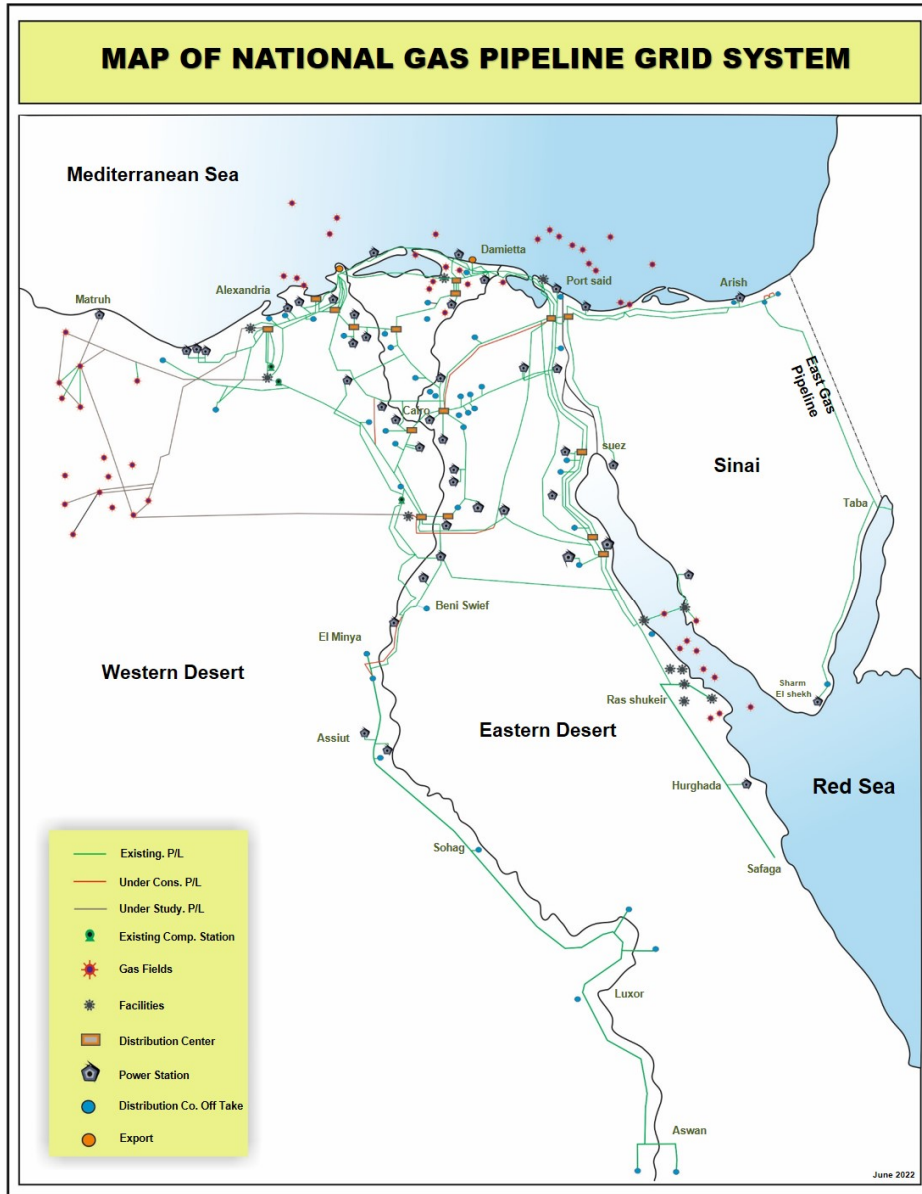 MAP OF NATIONAL GAS PIPELINE GRID SYSTEM
Mediterranean Sea
Damietta
Alexandria
Port said
Arish
Matruh
East Gas
Pipeline
Cairo
suez
Sinai
Taba
Beni Swief
El Minya
Western Desert
Sharm
El shekh
Ras shukeir
Eastern Desert
Assiut
Red Sea
Hurghada
Sohag
Safaga
Existing. P/L
Under Cons. P/L
Under Study. P/L
Existing Comp. Station
Gas Fields
Facilities
Distribution Center
Power Station
Distribution Co. Off Take
Export
Luxor
Aswan
June 2022